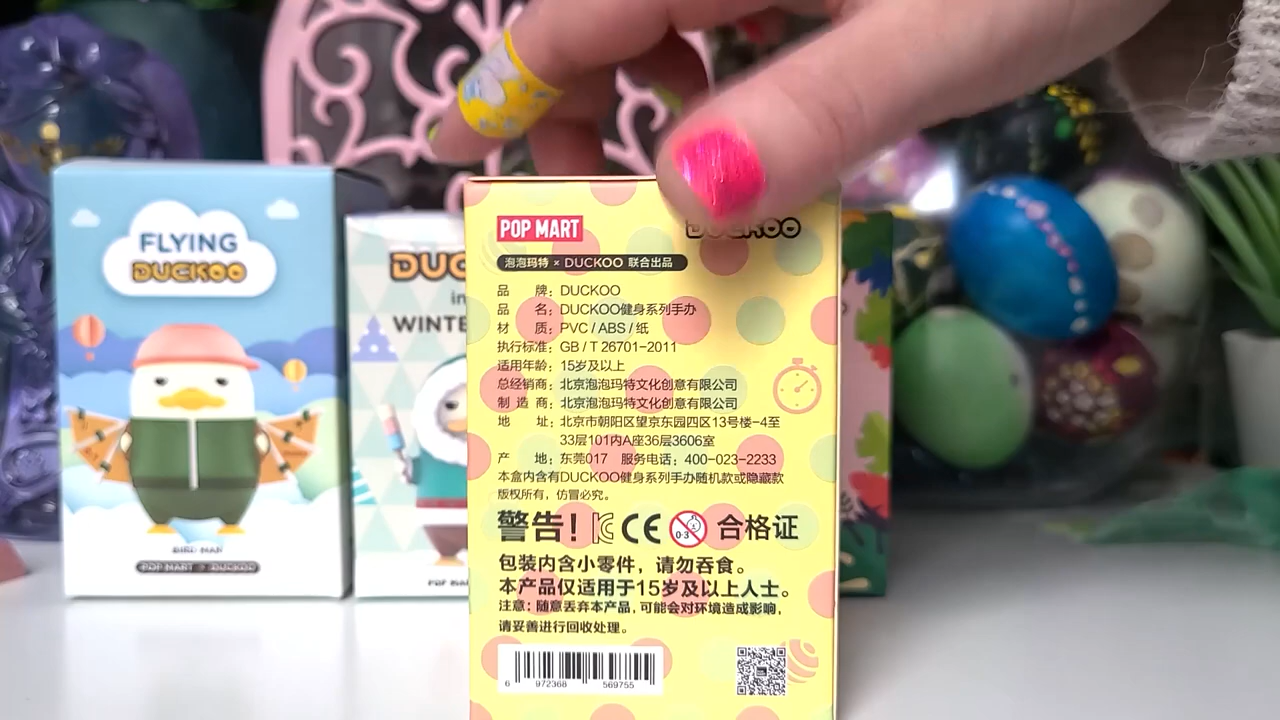 FLYING
DUCKOO
BIRD MAN
POP MART × DUCKOO
DUC
in
WINTE
POP MAR
POP MART
DUCKOO
泡泡玛特 × DUCKOO 联合出品
品 牌：DUCKOO
品 名：DUCKOO健身系列手办
材 质：PVC / ABS / 纸
执行标准：GB / T 26701-2011
适用年龄：15岁及以上
总经销商：北京泡泡玛特文化创意有限公司
制 造 商：北京泡泡玛特文化创意有限公司
地 址：北京市朝阳区望京东园四区13号楼-4至
33层101内A座36层3606室
产 地：东莞017 服务电话：400-023-2233
本盒内含有DUCKOO健身系列手办随机款或隐藏款
版权所有，仿冒必究。
警告！ KC CE 0-3 合格证
包装内含小零件，请勿吞食。
本产品仅适用于15岁及以上人士。
注意：随意丢弃本产品，可能会对环境造成影响，
请妥善进行回收处理。
6 972368 569755